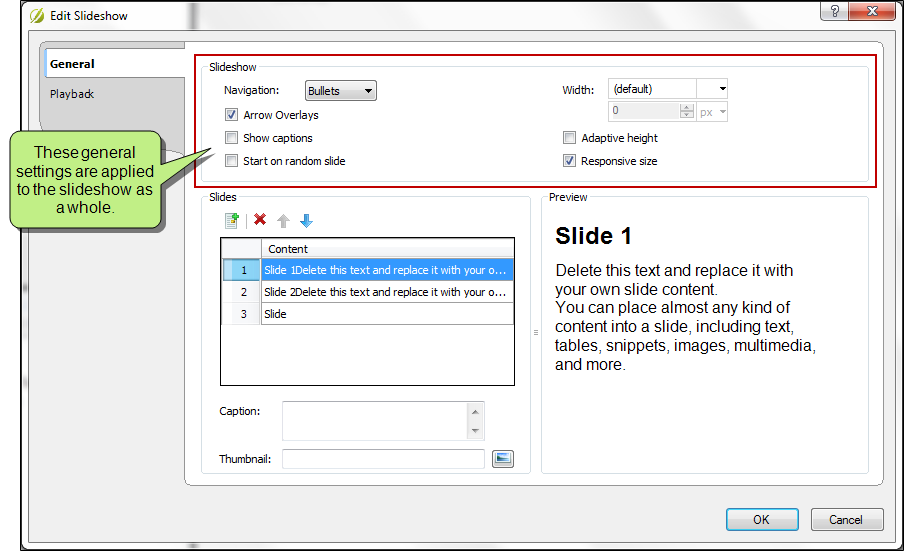 Edit Slideshow
General
Playback
These general
settings are applied
to the slideshow as
a whole.
Slideshow
Navigation: Bullets
Arrow Overlays
Show captions
Start on random slide
Width: (default)
0 px
Adaptive height
Responsive size
Slides
Content
1 Slide 1Delete this text and replace it with your o...
2 Slide 2Delete this text and replace it with your o...
3 Slide
Caption:
Thumbnail:
Preview
Slide 1
Delete this text and replace it with
your own slide content.
You can place almost any kind of
content into a slide, including text,
tables, snippets, images, multimedia,
and more.
OK Cancel